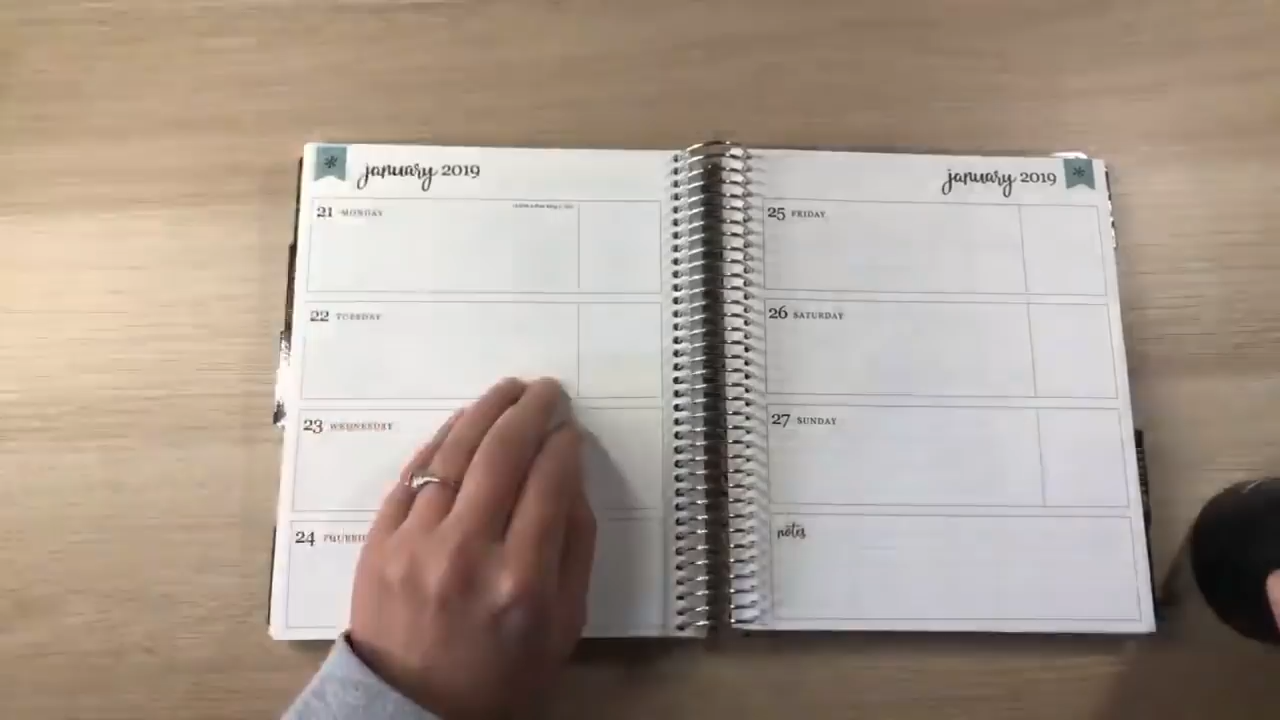 january 2019
21 MONDAY
22 TUESDAY
23 WEDNESDAY
24
january 2019
25 FRIDAY
26 SATURDAY
27 SUNDAY
notes